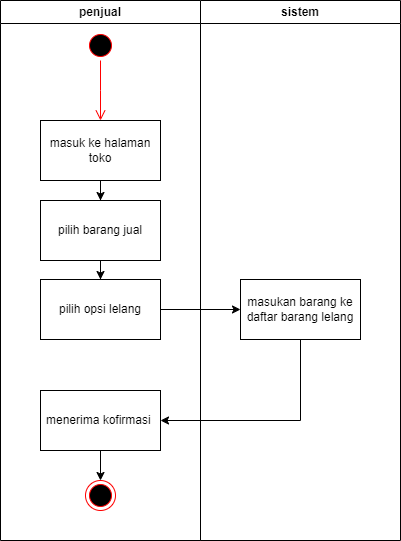 penjual
sistem
masuk ke halaman
toko
pilih barang jual
pilih opsi lelang
masukan barang ke
daftar barang lelang
menerima kofirmasi